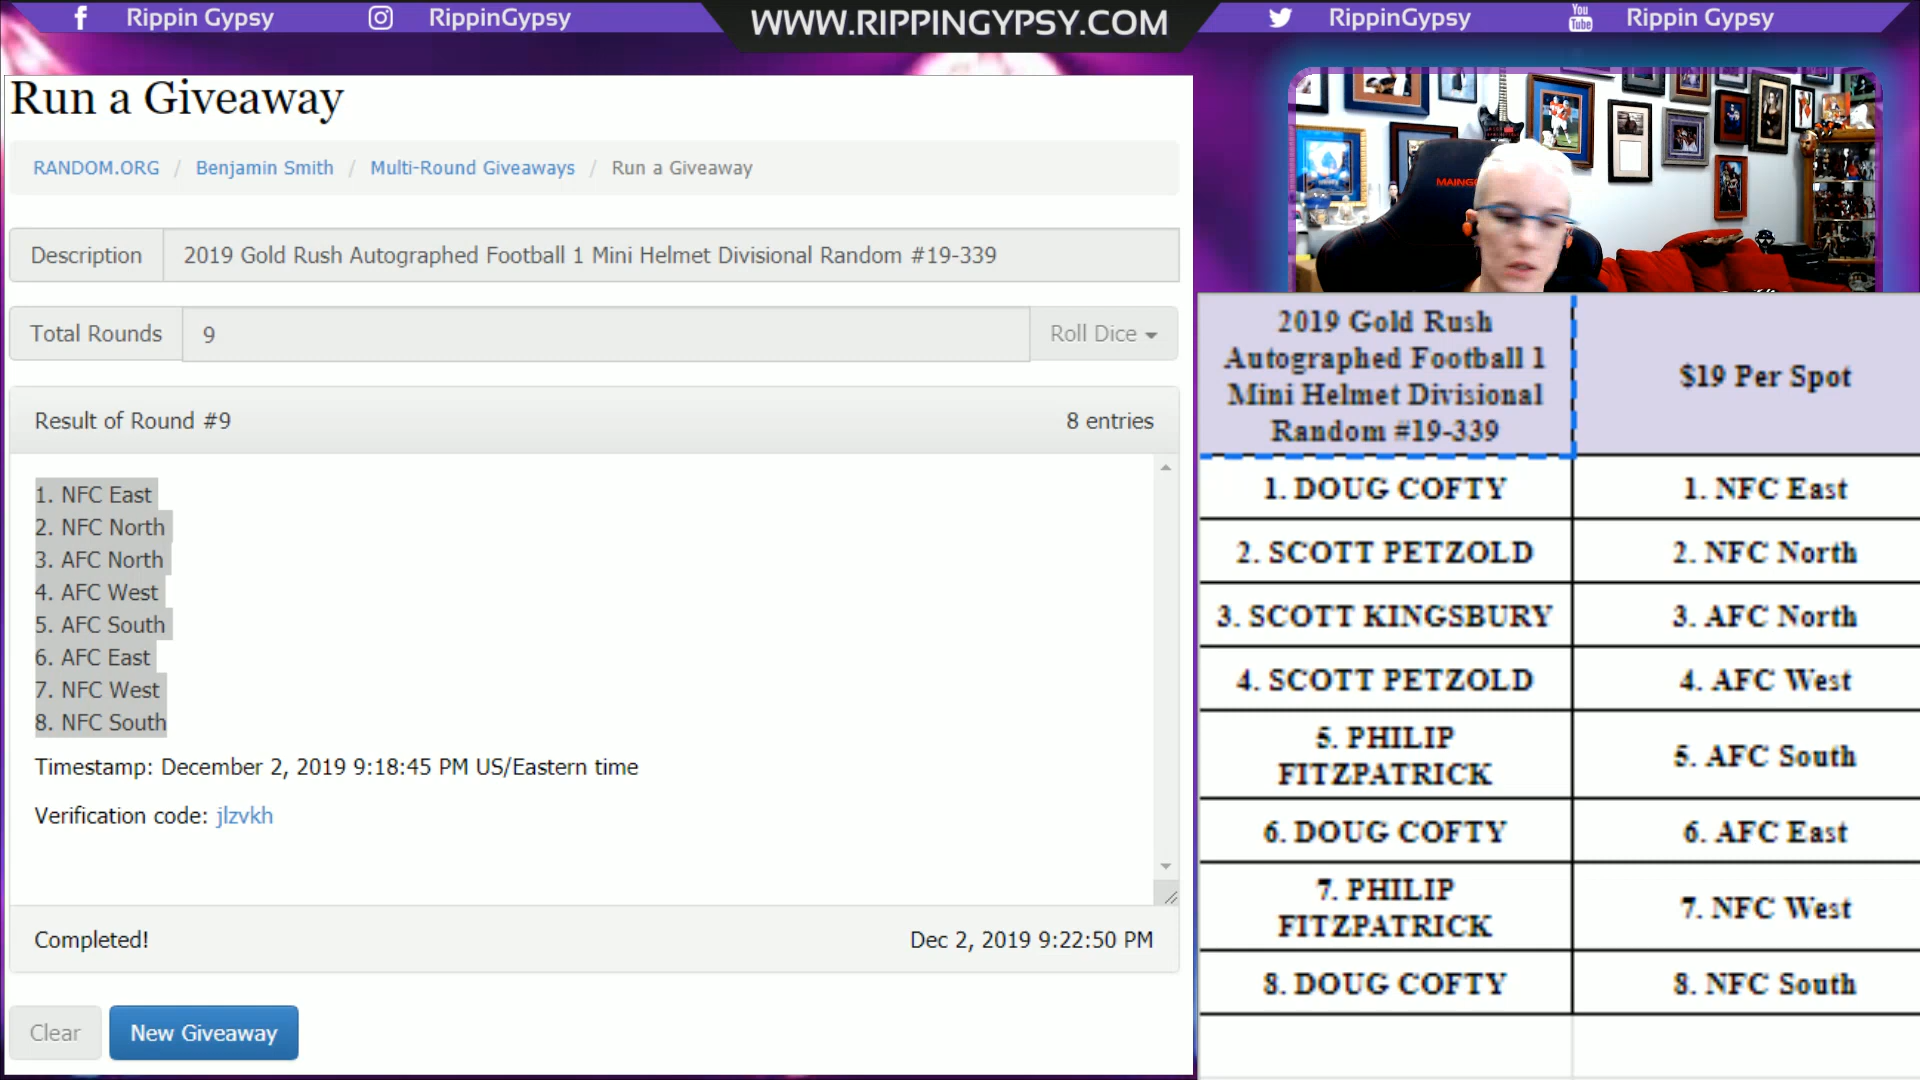 Rippin Gypsy
RippinGypsy
WWW.RIPPINGYPSY.COM
RippinGypsy
You Tube
Rippin Gypsy
Run a Giveaway
RANDOM.ORG / Benjamin Smith / Multi-Round Giveaways / Run a Giveaway
Description 2019 Gold Rush Autographed Football 1 Mini Helmet Divisional Random #19-339
Total Rounds 9 Roll Dice
Result of Round #9 8 entries
1. NFC East
2. NFC North
3. AFC North
4. AFC West
5. AFC South
6. AFC East
7. NFC West
8. NFC South
Timestamp: December 2, 2019 9:18:45 PM US/Eastern time
Verification code: jlzvkh
Completed! Dec 2, 2019 9:22:50 PM
Clear New Giveaway
2019 Gold Rush
Autographed Football 1
Mini Helmet Divisional
Random #19-339
$19 Per Spot
1. DOUG COFTY 1. NFC East
2. SCOTT PETZOLD 2. NFC North
3. SCOTT KINGSBURY 3. AFC North
4. SCOTT PETZOLD 4. AFC West
5. PHILIP
FITZPATRICK
5. AFC South
6. DOUG COFTY 6. AFC East
7. PHILIP
FITZPATRICK
7. NFC West
8. DOUG COFTY 8. NFC South